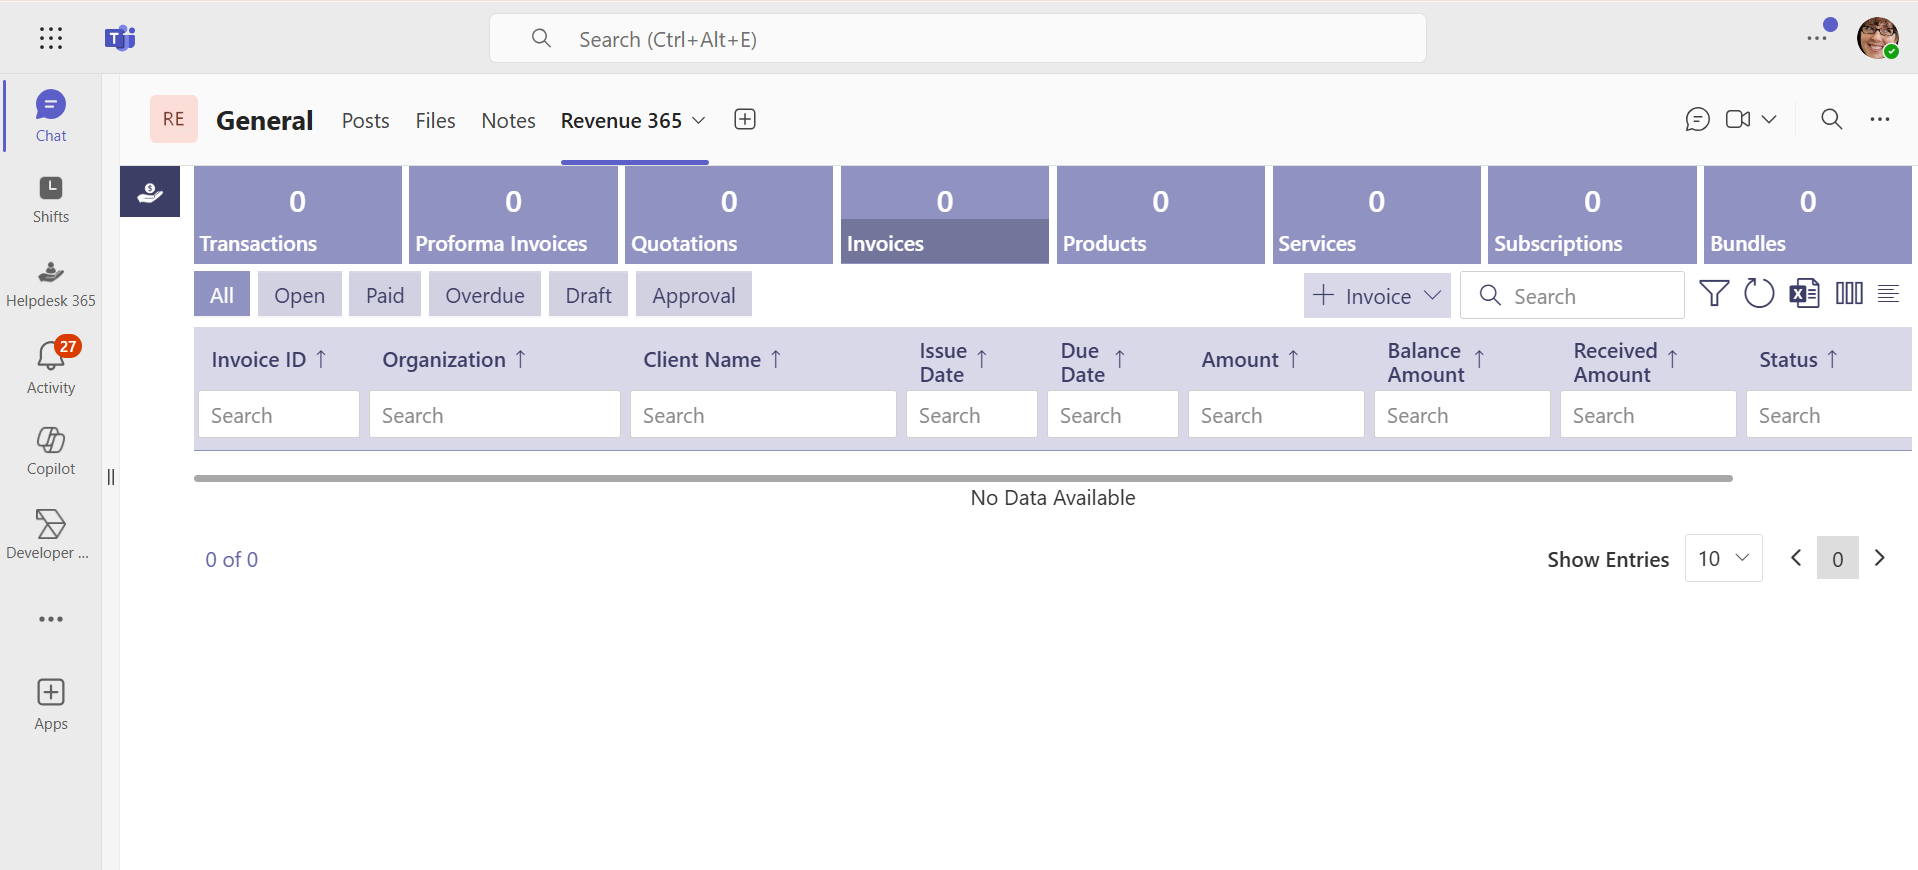 Search (Ctrl+Alt+E)
Chat
Shifts
Helpdesk 365
27
Activity
Copilot
Developer ...
Apps
RE General Posts Files Notes Revenue 365
0 0 0 0 0 0 0 0
Transactions Proforma Invoices Quotations Invoices Products Services Subscriptions Bundles
All Open Paid Overdue Draft Approval Invoice Search
Invoice ID Organization Client Name Issue Date Due Date Amount Balance Amount Received Amount Status
Search Search Search Search Search Search Search Search Search
No Data Available
0 of 0 Show Entries 10 0